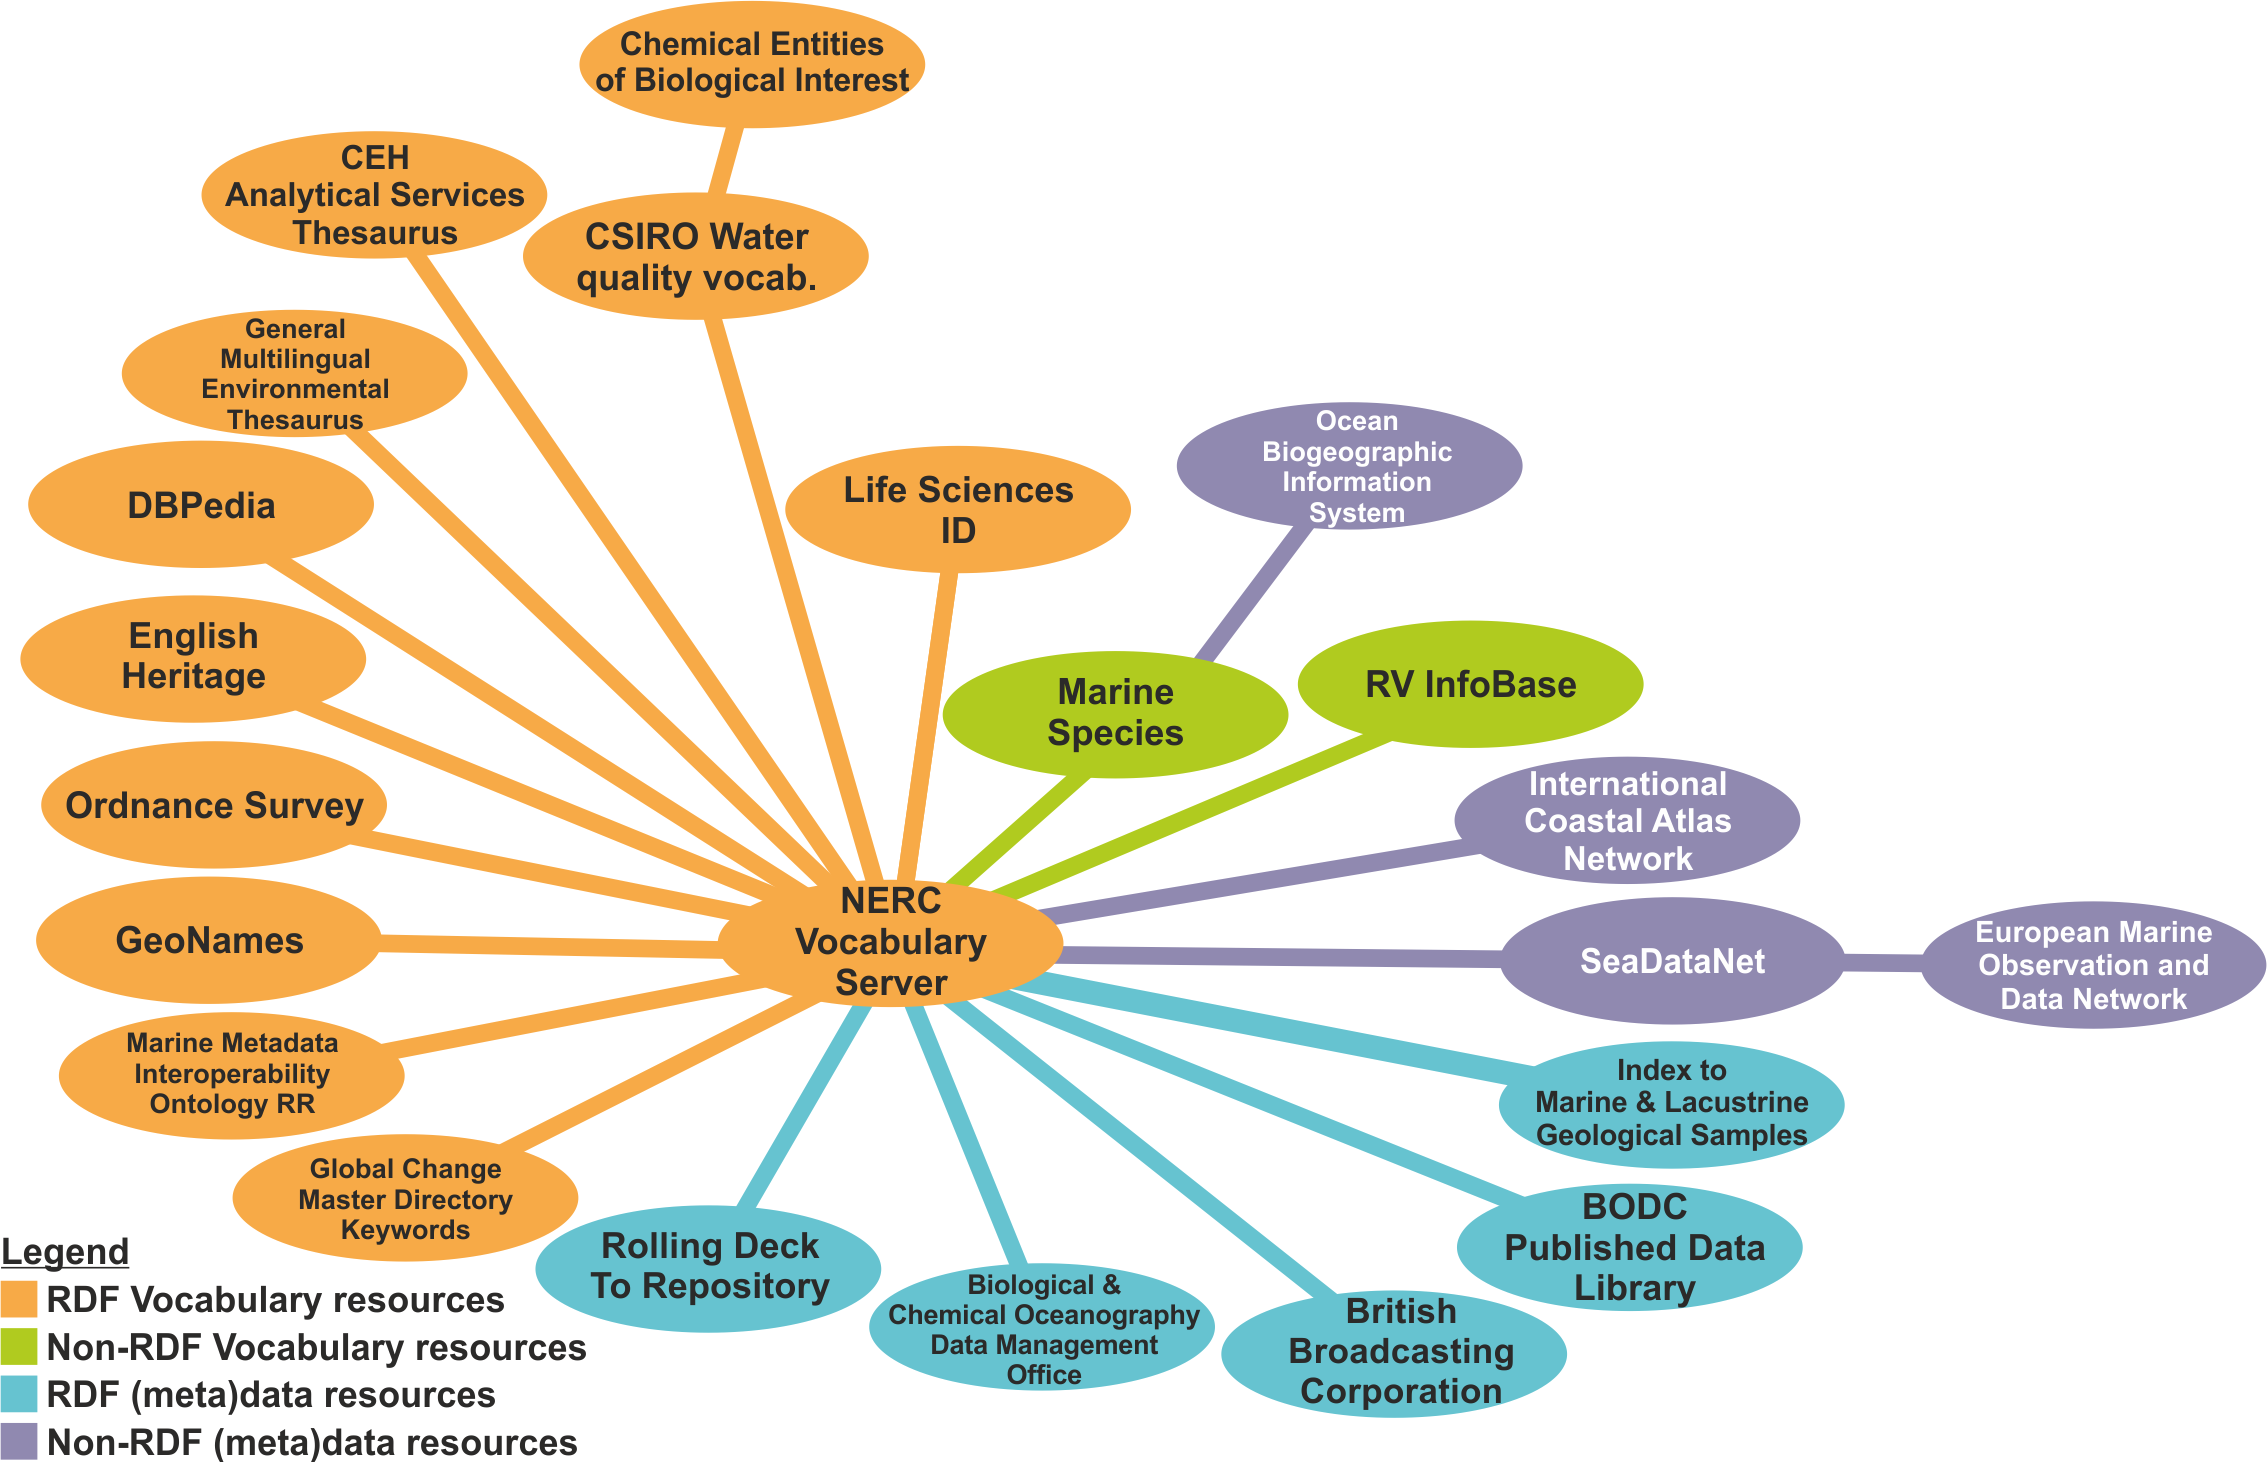 Chemical Entities
of Biological Interest
CEH
Analytical Services
Thesaurus
CSIRO Water
quality vocab.
General
Multilingual
Environmental
Thesaurus
Ocean
Biogeographic
Information
System
DBPedia
Life Sciences
ID
English
Heritage
Marine
Species
RV InfoBase
Ordnance Survey
International
Coastal Atlas
Network
GeoNames
NERC
Vocabulary
Server
SeaDataNet
European Marine
Observation and
Data Network
Marine Metadata
Interoperability
Ontology RR
Index to
Marine & Lacustrine
Geological Samples
Global Change
Master Directory
Keywords
Rolling Deck
To Repository
Biological &
Chemical Oceanography
Data Management
Office
British
Broadcasting
Corporation
BODC
Published Data
Library
Legend
RDF Vocabulary resources
Non-RDF Vocabulary resources
RDF (meta)data resources
Non-RDF (meta)data resources